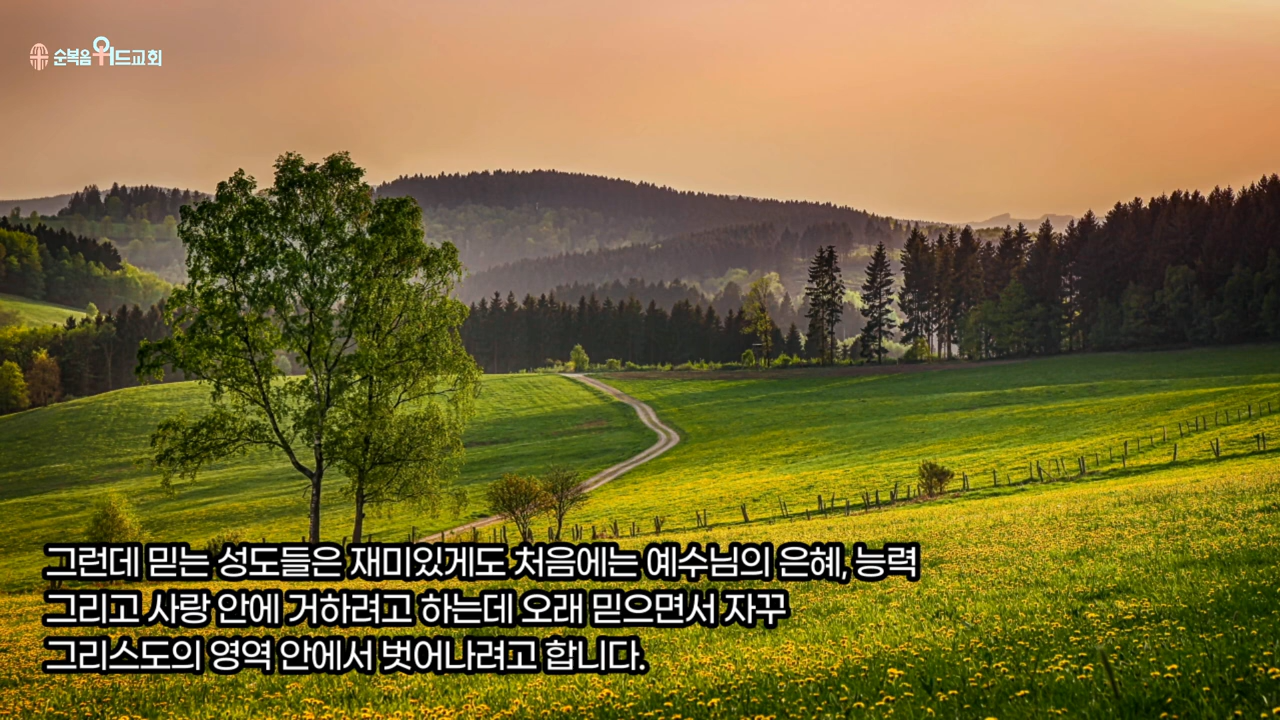 순복음위드교회
그런데 믿는 성도들은 재미있게도 처음에는 예수님의 은혜, 능력
그리고 사랑 안에 거하려고 하는데 오래 믿으면서 자꾸
그리스도의 영역 안에서 벗어나려고 합니다.